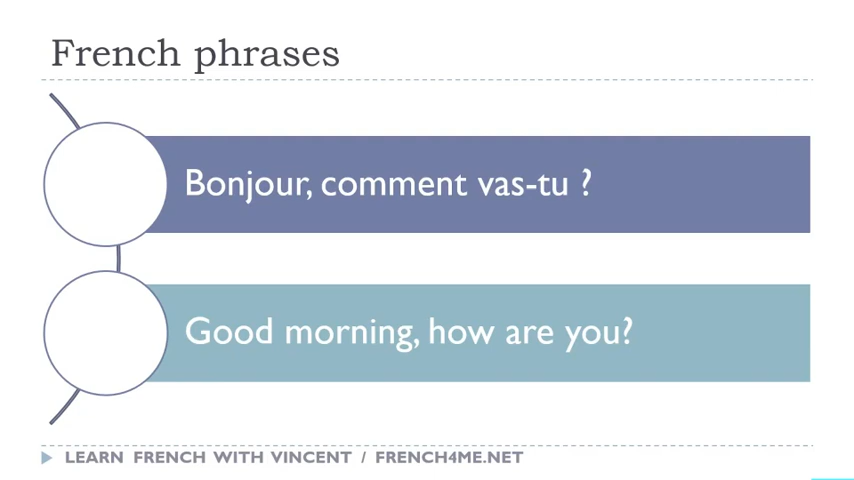 French phrases
Bonjour, comment vas-tu ?
Good morning, how are you?
LEARN FRENCH WITH VINCENT / FRENCH4ME.NET